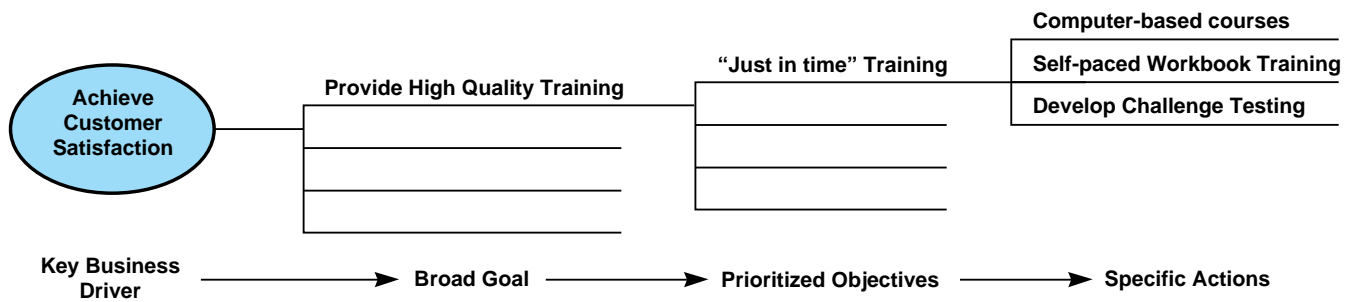 Computer-based courses
“Just in time” Training
Self-paced Workbook Training
Provide High Quality Training
Achieve
Customer
Satisfaction
Develop Challenge Testing
Key Business
Driver
Broad Goal
Prioritized Objectives
Specific Actions